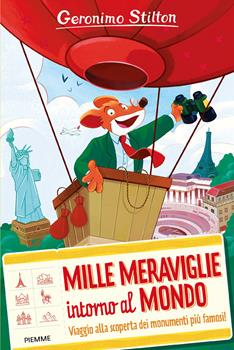 Geronimo Stilton
MILLE MERAVIGLIE
intorno al MONDO
Viaggio alla scoperta dei monumenti più famosi!
PIEMME